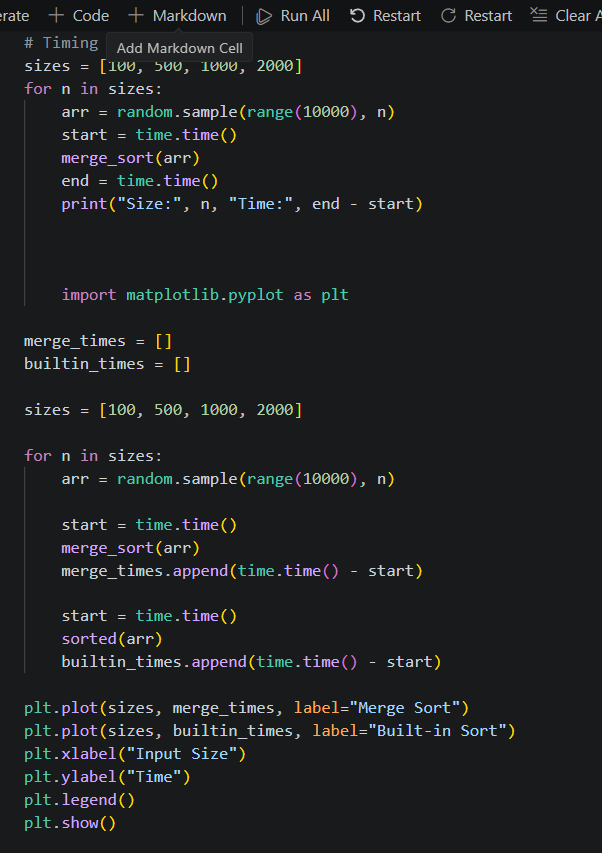 erate + Code + Markdown Run All Restart Restart Clear A
# Timing
Add Markdown Cell
sizes = [100, 500, 1000, 2000]
for n in sizes:
    arr = random.sample(range(10000), n)
    start = time.time()
    merge_sort(arr)
    end = time.time()
    print("Size:", n, "Time:", end - start)
    import matplotlib.pyplot as plt
merge_times = []
builtin_times = []
sizes = [100, 500, 1000, 2000]
for n in sizes:
    arr = random.sample(range(10000), n)
    start = time.time()
    merge_sort(arr)
    merge_times.append(time.time() - start)
    start = time.time()
    sorted(arr)
    builtin_times.append(time.time() - start)
plt.plot(sizes, merge_times, label="Merge Sort")
plt.plot(sizes, builtin_times, label="Built-in Sort")
plt.xlabel("Input Size")
plt.ylabel("Time")
plt.legend()
plt.show()